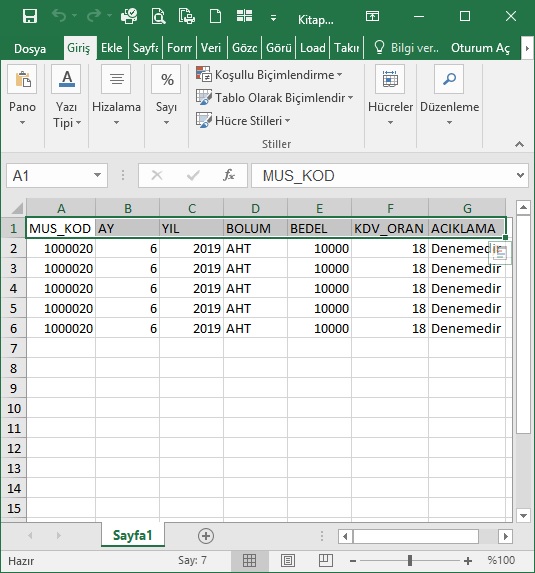 Kitap...
Dosya Giriş Ekle Sayfa Form Veri Gözc Görü Load Takın Bilgi ver.. Oturum Aç
Pano
Yazı Tipi
Hizalama
%
Sayı
Koşullu Biçimlendirme
Tablo Olarak Biçimlendir
Hücre Stilleri
Stiller
Hücreler
Düzenleme
A1 fx MUS_KOD
A B C D E F G
1 MUS_KOD AY YIL BOLUM BEDEL KDV_ORAN ACIKLAMA
2 1000020 6 2019 AHT 10000 18 Denemedir
3 1000020 6 2019 AHT 10000 18 Denemedir
4 1000020 6 2019 AHT 10000 18 Denemedir
5 1000020 6 2019 AHT 10000 18 Denemedir
6 1000020 6 2019 AHT 10000 18 Denemedir
7
8
9
10
11
12
13
14
15
Sayfa1
Hazır Say: 7 %100